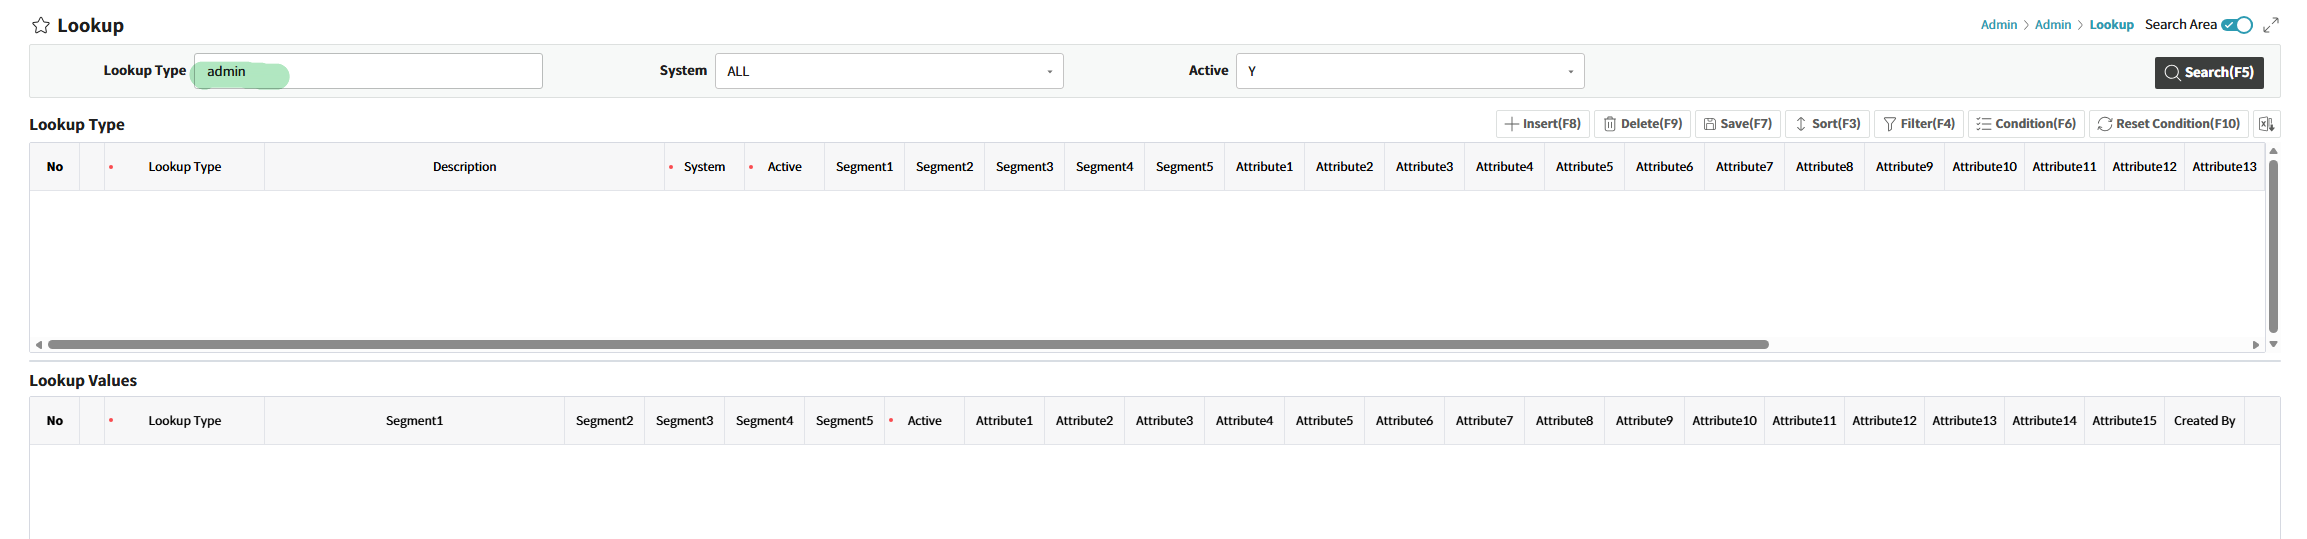 Lookup
Admin > Admin > Lookup Search Area
Lookup Type admin System ALL Active Y Search(F5)
Lookup Type
Insert(F8) Delete(F9) Save(F7) Sort(F3) Filter(F4) Condition(F6) Reset Condition(F10)
No Lookup Type Description System Active Segment1 Segment2 Segment3 Segment4 Segment5 Attribute1 Attribute2 Attribute3 Attribute4 Attribute5 Attribute6 Attribute7 Attribute8 Attribute9 Attribute10 Attribute11 Attribute12 Attribute13
Lookup Values
No Lookup Type Segment1 Segment2 Segment3 Segment4 Segment5 Active Attribute1 Attribute2 Attribute3 Attribute4 Attribute5 Attribute6 Attribute7 Attribute8 Attribute9 Attribute10 Attribute11 Attribute12 Attribute13 Attribute14 Attribute15 Created By